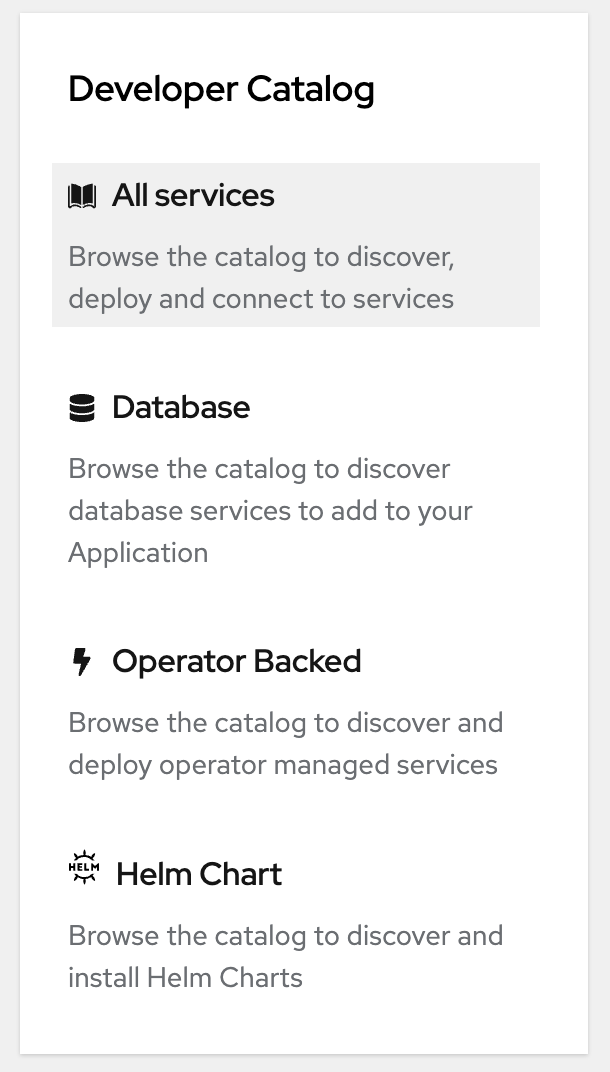 Developer Catalog
All services
Browse the catalog to discover,
deploy and connect to services
Database
Browse the catalog to discover
database services to add to your
Application
Operator Backed
Browse the catalog to discover and
deploy operator managed services
HELM Helm Chart
Browse the catalog to discover and
install Helm Charts